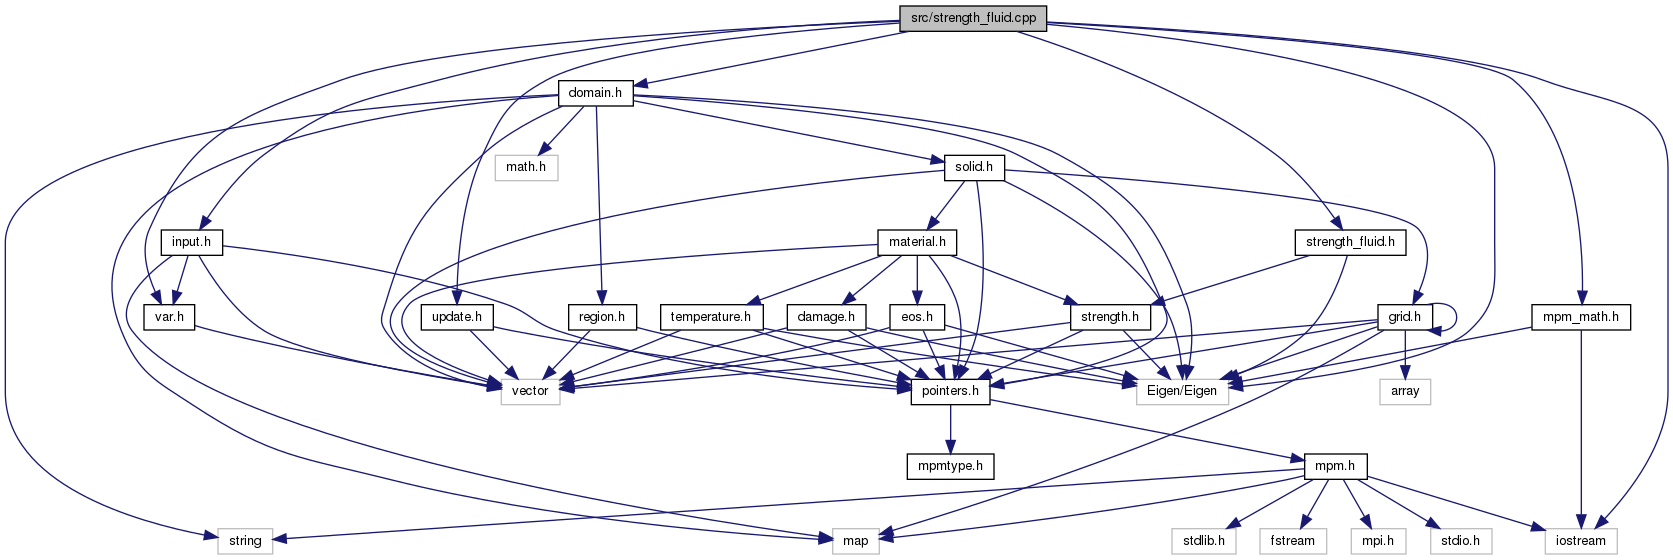 src/strength_fluid.cpp
domain.h
math.h
solid.h
input.h
material.h
strength_fluid.h
var.h
update.h
region.h
temperature.h
damage.h
eos.h
strength.h
grid.h
mpm_math.h
vector
pointers.h
Eigen/Eigen
array
mpmtype.h
mpm.h
string
map
stdlib.h
fstream
mpi.h
stdio.h
iostream